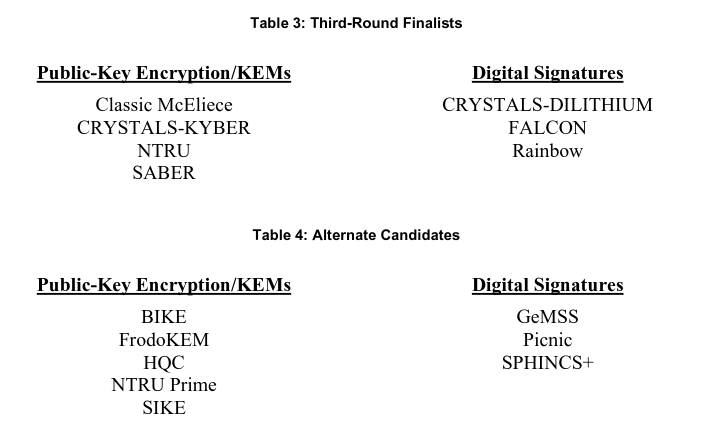 Table 3: Third-Round Finalists
Public-Key Encryption/KEMs
Classic McEliece
CRYSTALS-KYBER
NTRU
SABER
Digital Signatures
CRYSTALS-DILITHIUM
FALCON
Rainbow
Table 4: Alternate Candidates
Public-Key Encryption/KEMs
BIKE
FrodoKEM
HQC
NTRU Prime
SIKE
Digital Signatures
GeMSS
Picnic
SPHINCS+